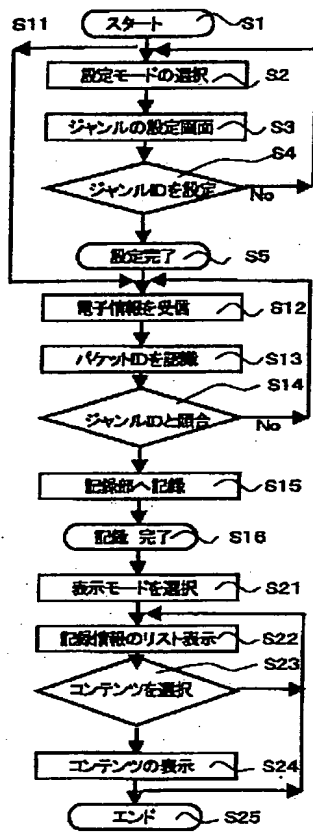 S11 スタート S1
設定モードの選択 S2
ジャンルの設定画面 S3
S4
ジャンルIDを設定
No
設定完了 S5
電子情報を受信 S12
パケットIDを認識 S13
S14
ジャンルIDと照合
No
記録部へ記録 S15
記録 完了 S16
表示モードを選択 S21
記録情報のリスト表示 S22
S23
コンテンツを選択
コンテンツの表示 S24
エンド S25